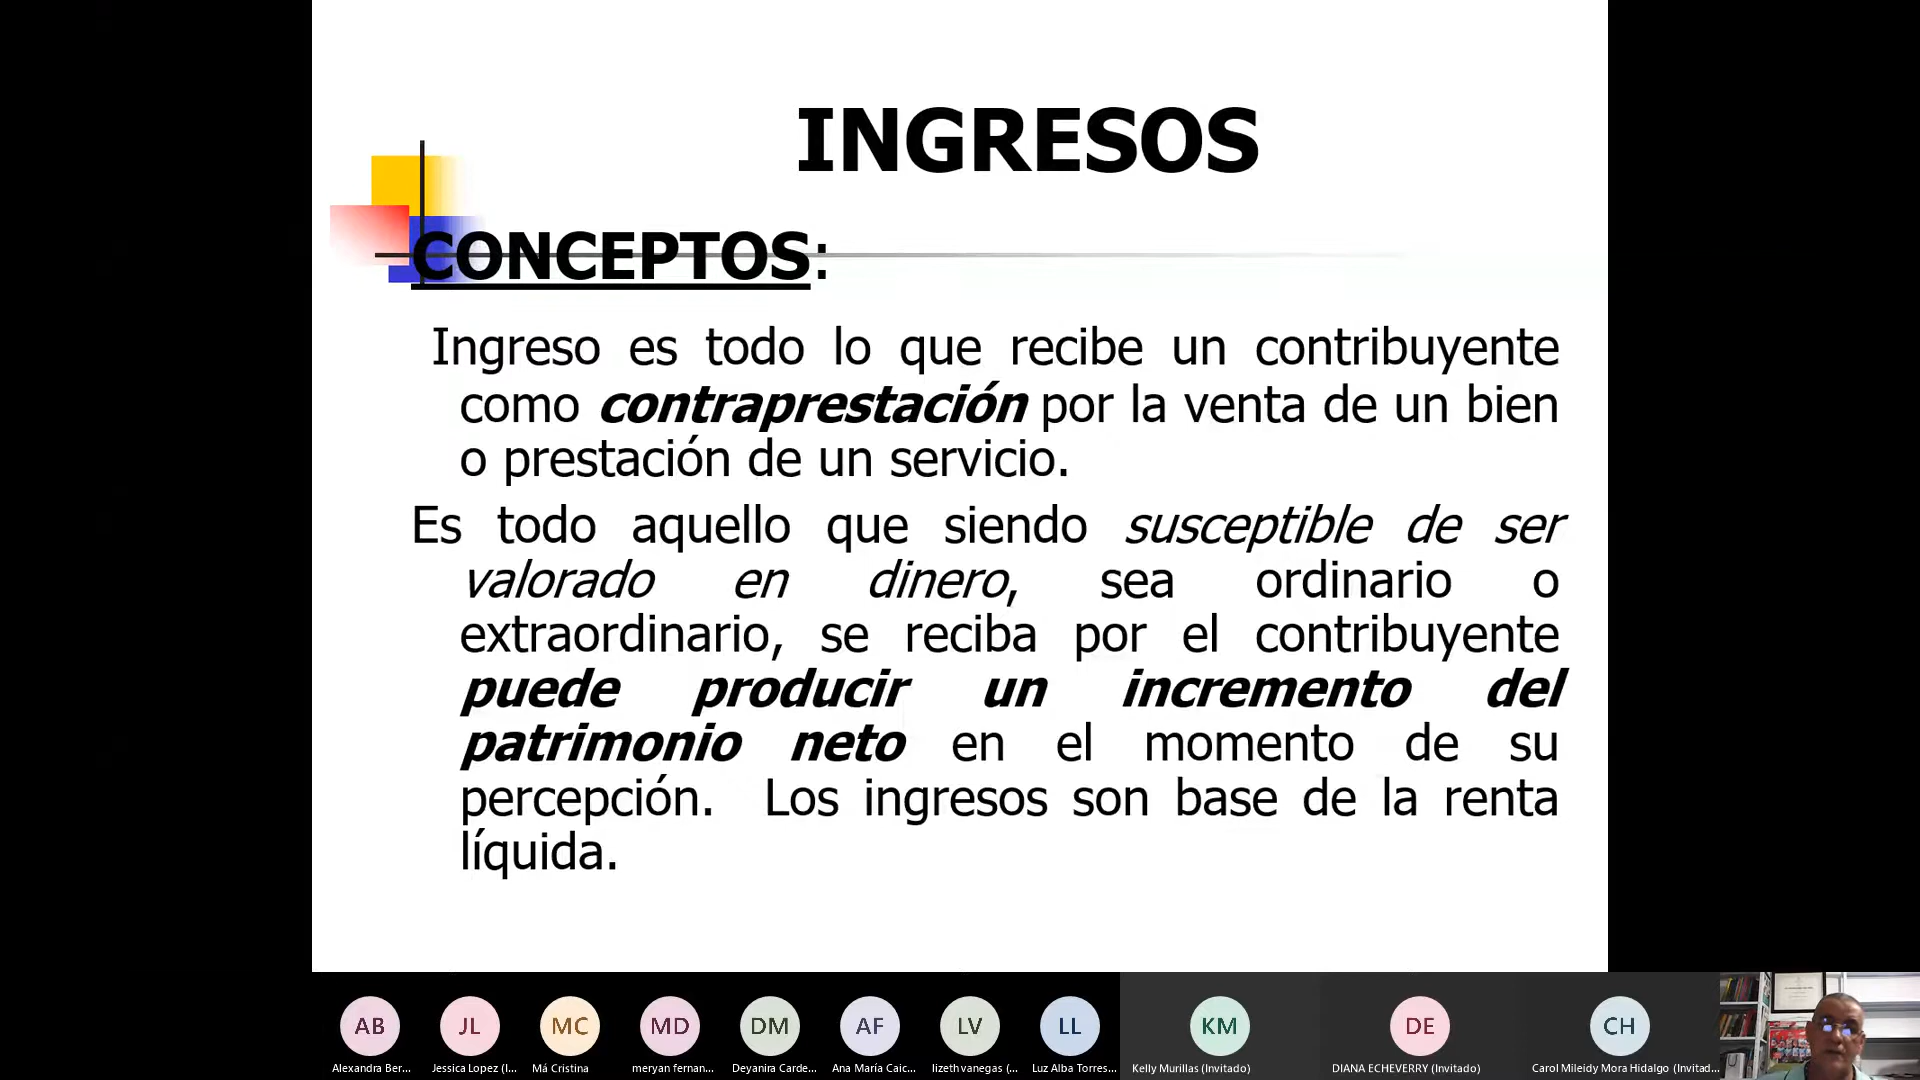 INGRESOS
CONCEPTOS:
Ingreso es todo lo que recibe un contribuyente
como contraprestación por la venta de un bien
o prestación de un servicio.
Es todo aquello que siendo susceptible de ser
valorado en dinero, sea ordinario o
extraordinario, se reciba por el contribuyente
puede producir un incremento del
patrimonio neto en el momento de su
percepción. Los ingresos son base de la renta
líquida.
AB JL MC MD DM AF LV LL KM DE CH
Alexandra Ber... Jessica Lopez (I... Má Cristina meryan fernan... Deyanira Carde... Ana María Caic... lizeth vanegas (... Luz Alba Torres... Kelly Murillas (Invitado) DIANA ECHEVERRY (Invitado) Carol Mileidy Mora Hidalgo (Invitad...